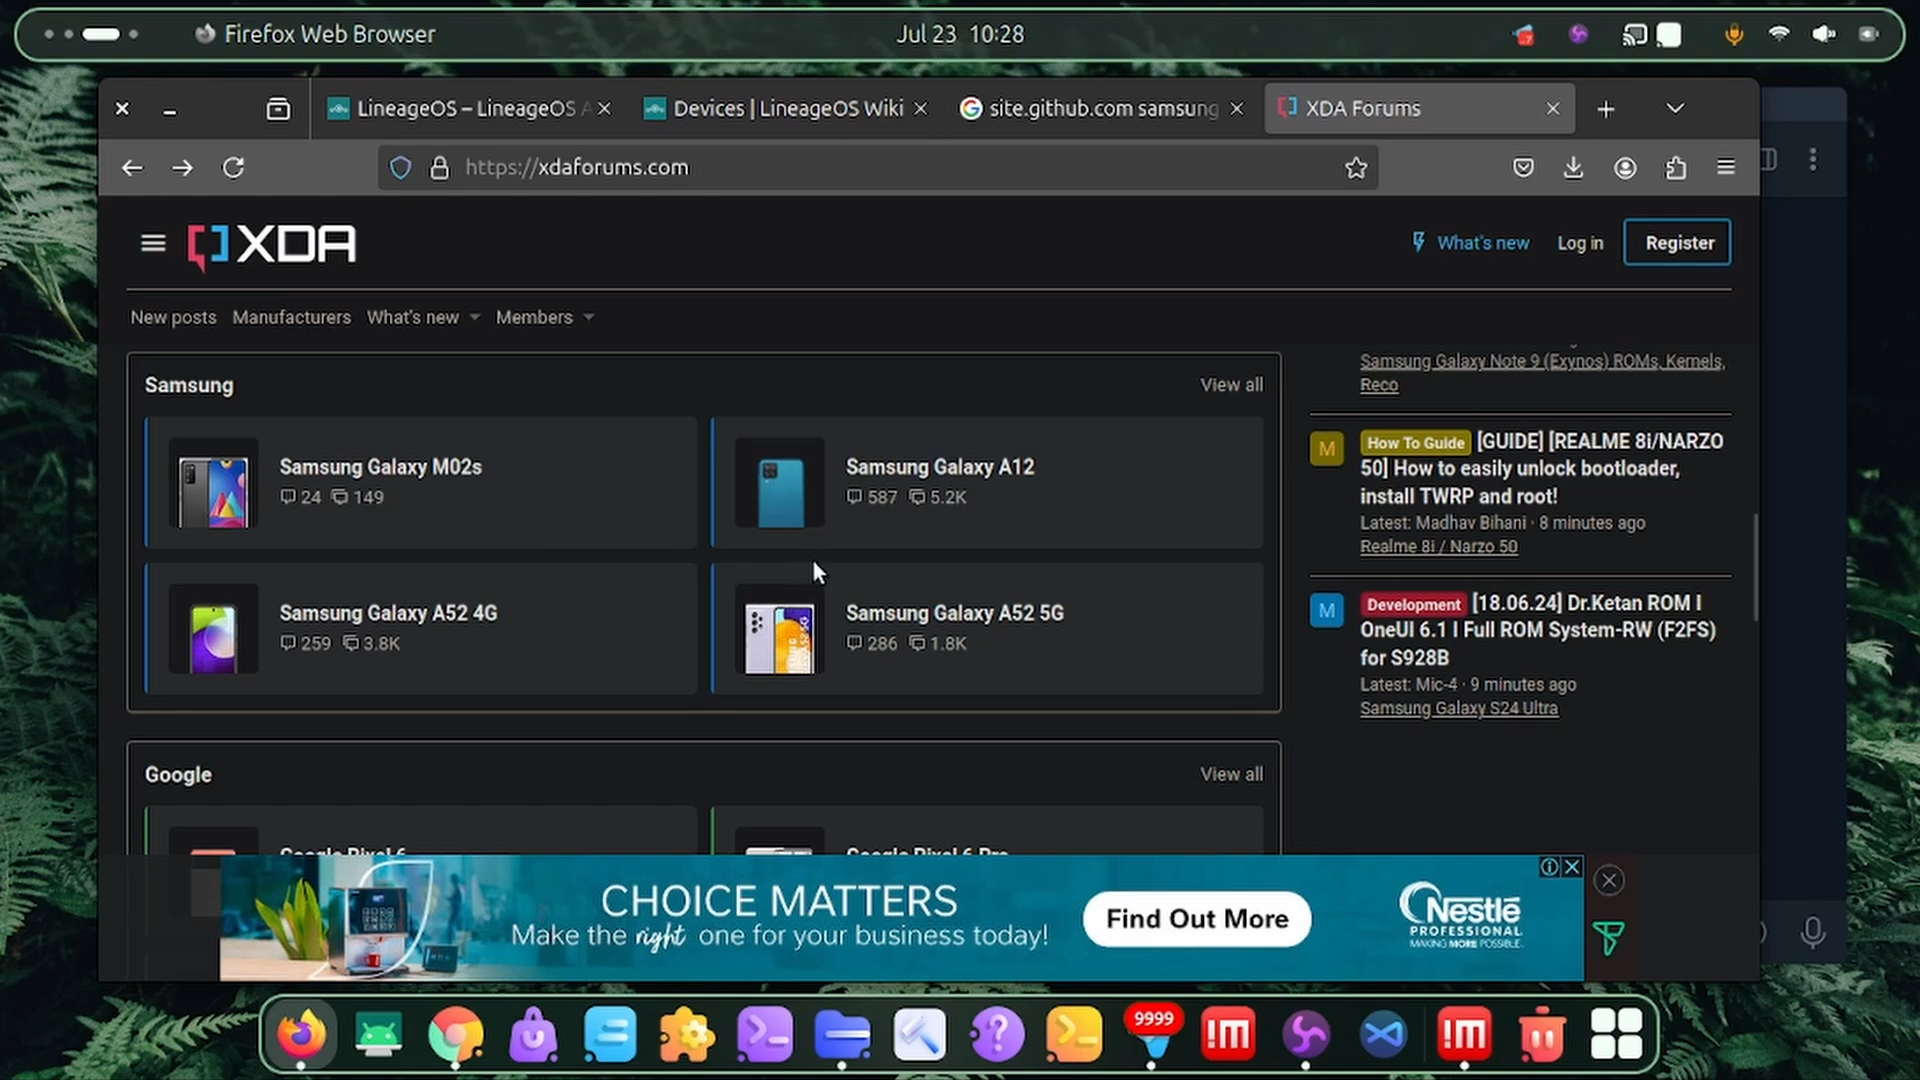 Firefox Web Browser
Jul 23 10:28
LineageOS – LineageOS A
Devices | LineageOS Wiki
site.github.com samsung
XDA Forums
https://xdaforums.com
XDA
What's new
Log in
Register
New posts
Manufacturers
What's new
Members
Samsung
View all
Samsung Galaxy M02s
24 149
Samsung Galaxy A12
587 5.2K
Samsung Galaxy A52 4G
259 3.8K
Samsung Galaxy A52 5G
286 1.8K
Google
View all
Google Pixel 6
Google Pixel 6 Pro
Samsung Galaxy Note 9 (Exynos) ROMs, Kernels,
Reco
M
How To Guide [GUIDE] [REALME 8i/NARZO
50] How to easily unlock bootloader,
install TWRP and root!
Latest: Madhav Bihani · 8 minutes ago
Realme 8i / Narzo 50
M
Development [18.06.24] Dr.Ketan ROM I
OneUI 6.1 I Full ROM System-RW (F2FS)
for S928B
Latest: Mic-4 · 9 minutes ago
Samsung Galaxy S24 Ultra
CHOICE MATTERS
Make the right one for your business today!
Find Out More
Nestlé
PROFESSIONAL
MAKING MORE POSSIBLE
9999
!M
!M